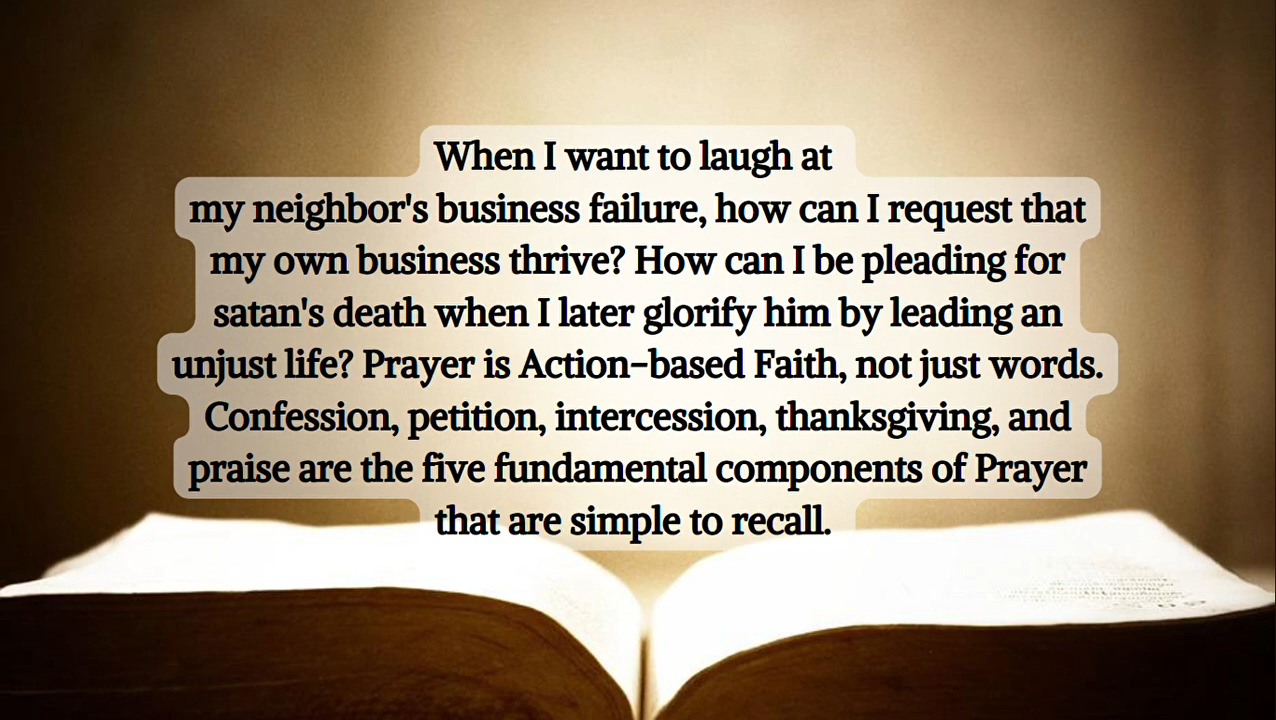 When I want to laugh at
my neighbor's business failure, how can I request that
my own business thrive? How can I be pleading for
satan's death when I later glorify him by leading an
unjust life? Prayer is Action-based Faith, not just words.
Confession, petition, intercession, thanksgiving, and
praise are the five fundamental components of Prayer
that are simple to recall.